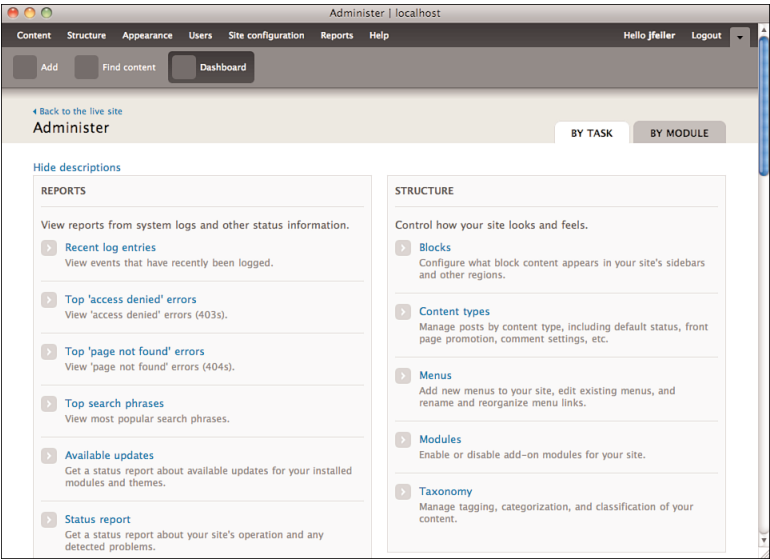 Administer | localhost
Content Structure Appearance Users Site configuration Reports Help Hello jfeller Logout
Add Find content Dashboard
Back to the live site
Administer
BY TASK BY MODULE
Hide descriptions
REPORTS
View reports from system logs and other status information.
Recent log entries
View events that have recently been logged.
Top 'access denied' errors
View 'access denied' errors (403s).
Top 'page not found' errors
View 'page not found' errors (404s).
Top search phrases
View most popular search phrases.
Available updates
Get a status report about available updates for your installed
modules and themes.
Status report
Get a status report about your site's operation and any
detected problems.
STRUCTURE
Control how your site looks and feels.
Blocks
Configure what block content appears in your site's sidebars
and other regions.
Content types
Manage posts by content type, including default status, front
page promotion, comment settings, etc.
Menus
Add new menus to your site, edit existing menus, and
rename and reorganize menu links.
Modules
Enable or disable add-on modules for your site.
Taxonomy
Manage tagging, categorization, and classification of your
content.